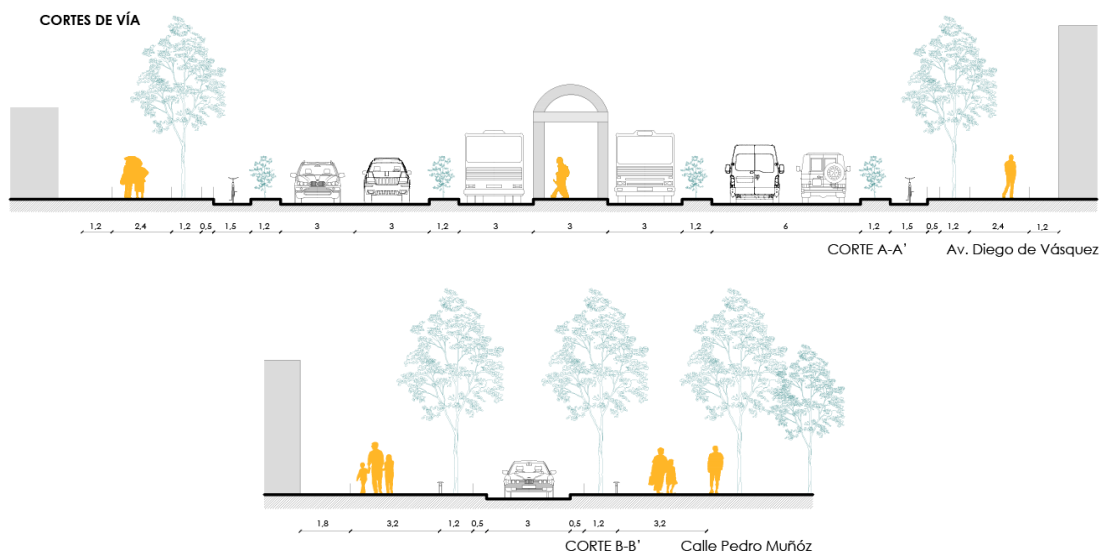 CORTES DE VÍA
1,2 2,4 1,2 0,5 1,5 1,2 3 3 1,2 3 3 3 1,2 6 1,2 1,5 0,5 1,2 2,4 1,2
CORTE A-A' Av. Diego de Vásquez
1,8 3,2 1,2 0,5 3 0,5 1,2 3,2
CORTE B-B' Calle Pedro Muñóz